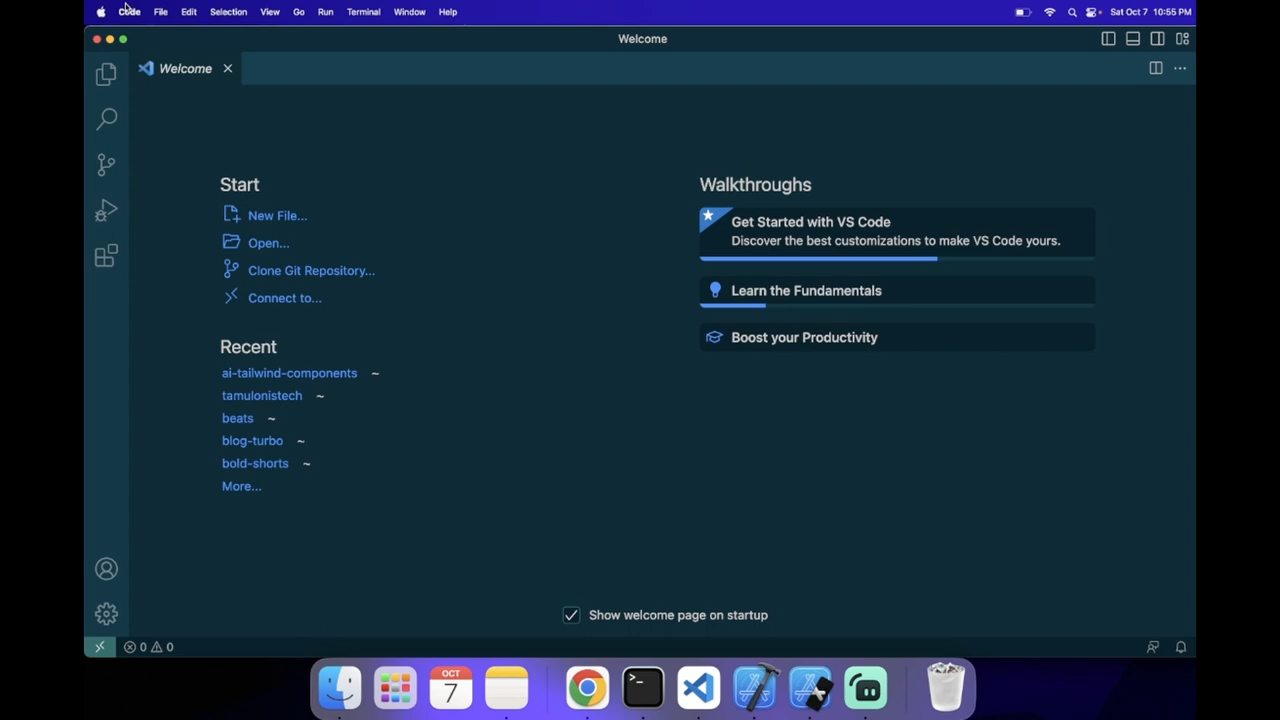 Code File Edit Selection View Go Run Terminal Window Help Sat Oct 7 10:55 PM
Welcome
Welcome
Start
New File...
Open...
Clone Git Repository...
Connect to...
Recent
ai-tailwind-components ~
tamulonistech ~
beats ~
blog-turbo ~
bold-shorts ~
More...
Walkthroughs
Get Started with VS Code
Discover the best customizations to make VS Code yours.
Learn the Fundamentals
Boost your Productivity
Show welcome page on startup
0 0
OCT
7
>_